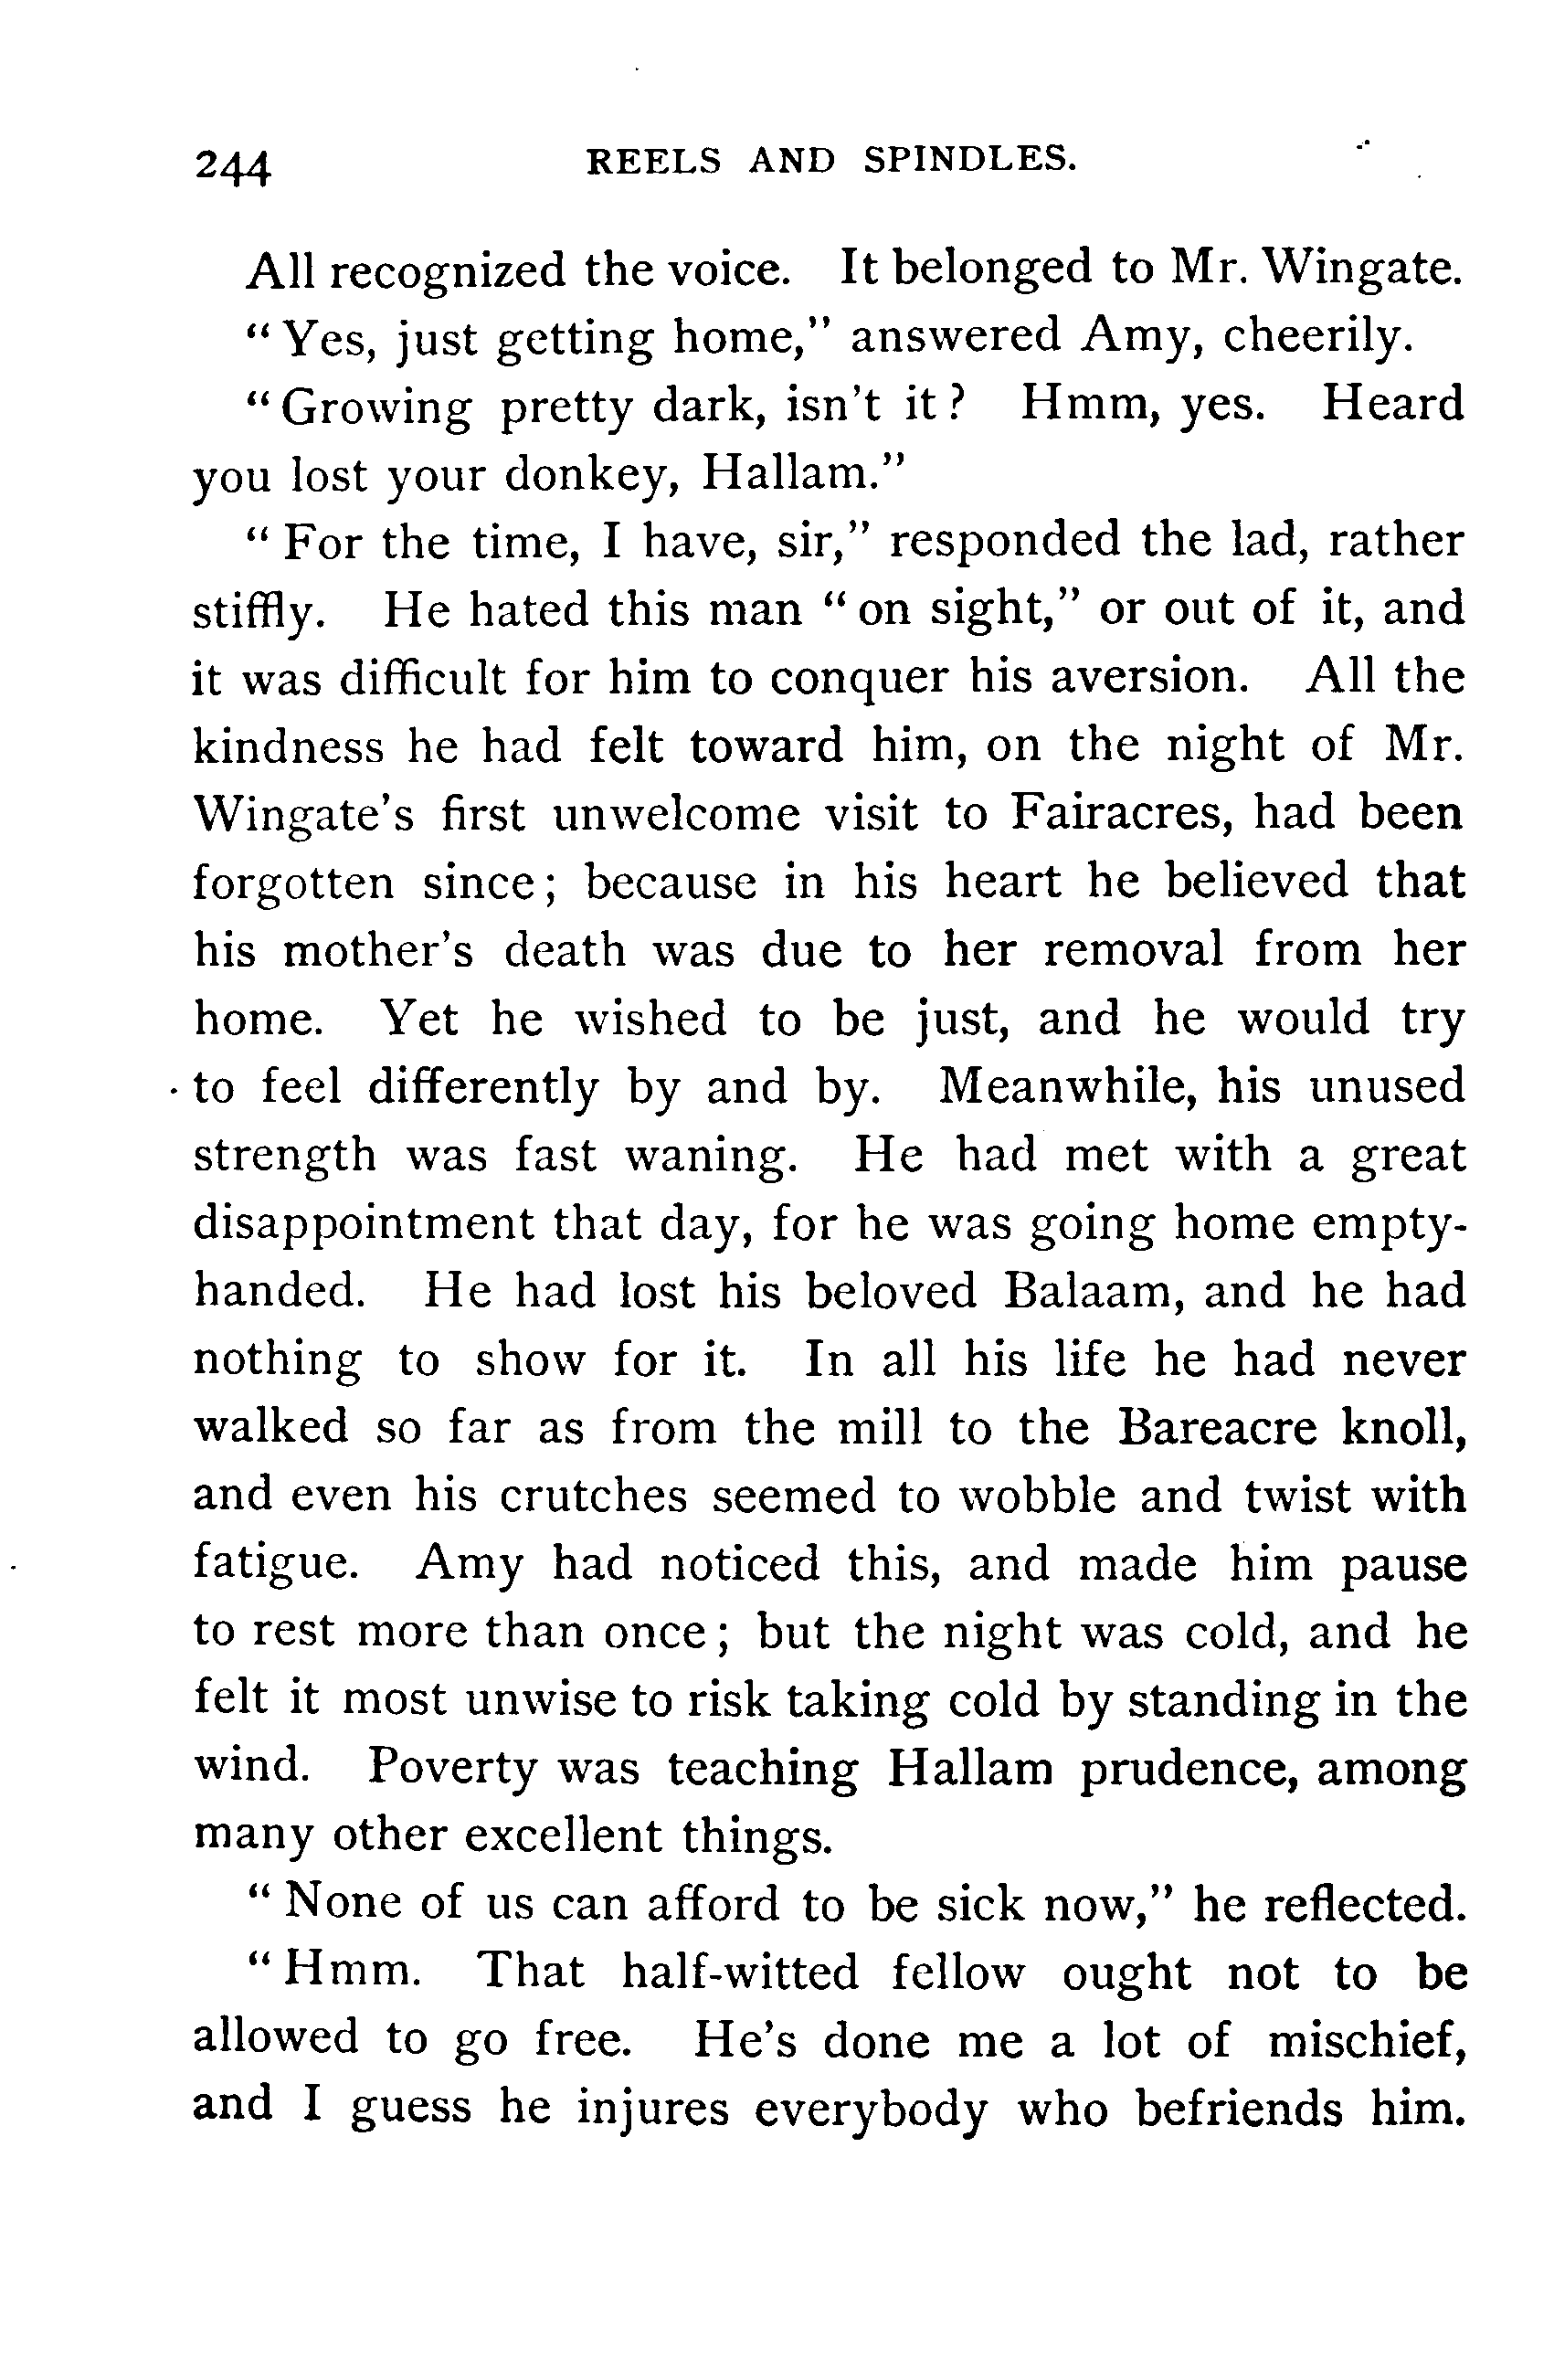 244 REELS AND SPINDLES.
All recognized the voice. It belonged to Mr. Wingate.
“Yes, just getting home,” answered Amy, cheerily.
“Growing pretty dark, isn’t it? Hmm, yes. Heard
you lost your donkey, Hallam.”
“For the time, I have, sir,” responded the lad, rather
stiffly. He hated this man “on sight,” or out of it, and
it was difficult for him to conquer his aversion. All the
kindness he had felt toward him, on the night of Mr.
Wingate’s first unwelcome visit to Fairacres, had been
forgotten since; because in his heart he believed that
his mother’s death was due to her removal from her
home. Yet he wished to be just, and he would try
to feel differently by and by. Meanwhile, his unused
strength was fast waning. He had met with a great
disappointment that day, for he was going home empty-
handed. He had lost his beloved Balaam, and he had
nothing to show for it. In all his life he had never
walked so far as from the mill to the Bareacre knoll,
and even his crutches seemed to wobble and twist with
fatigue. Amy had noticed this, and made him pause
to rest more than once; but the night was cold, and he
felt it most unwise to risk taking cold by standing in the
wind. Poverty was teaching Hallam prudence, among
many other excellent things.
“None of us can afford to be sick now,” he reflected.
“Hmm. That half-witted fellow ought not to be
allowed to go free. He’s done me a lot of mischief,
and I guess he injures everybody who befriends him.